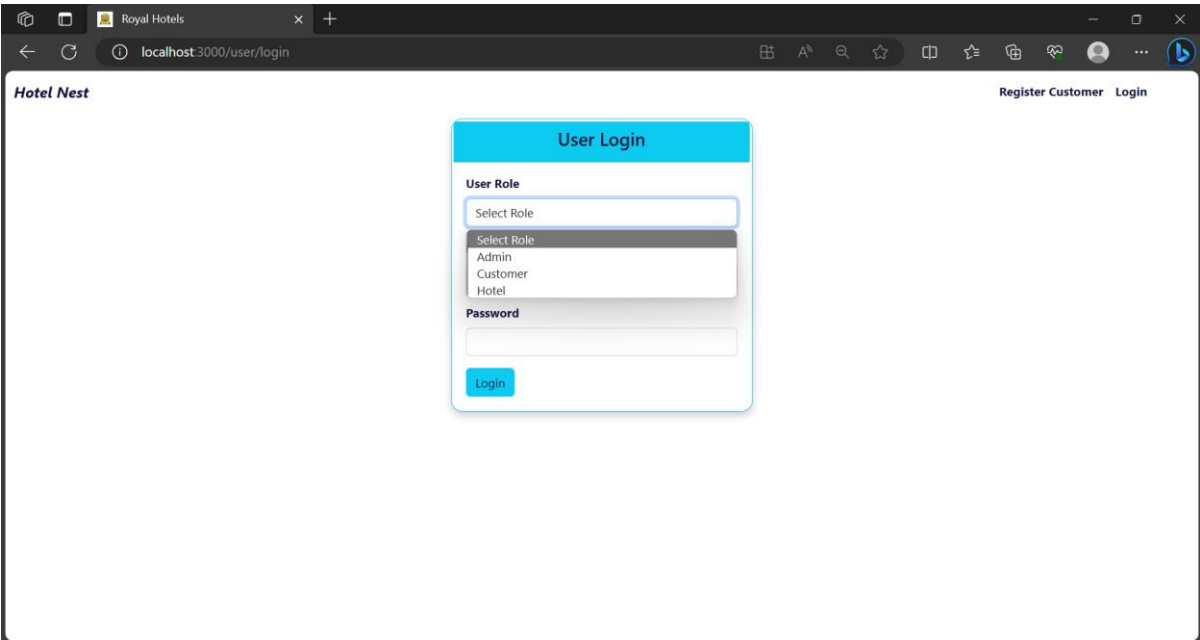 Royal Hotels
localhost:3000/user/login
Hotel Nest
Register Customer Login
User Login
User Role
Select Role
Select Role
Admin
Customer
Hotel
Password
Login